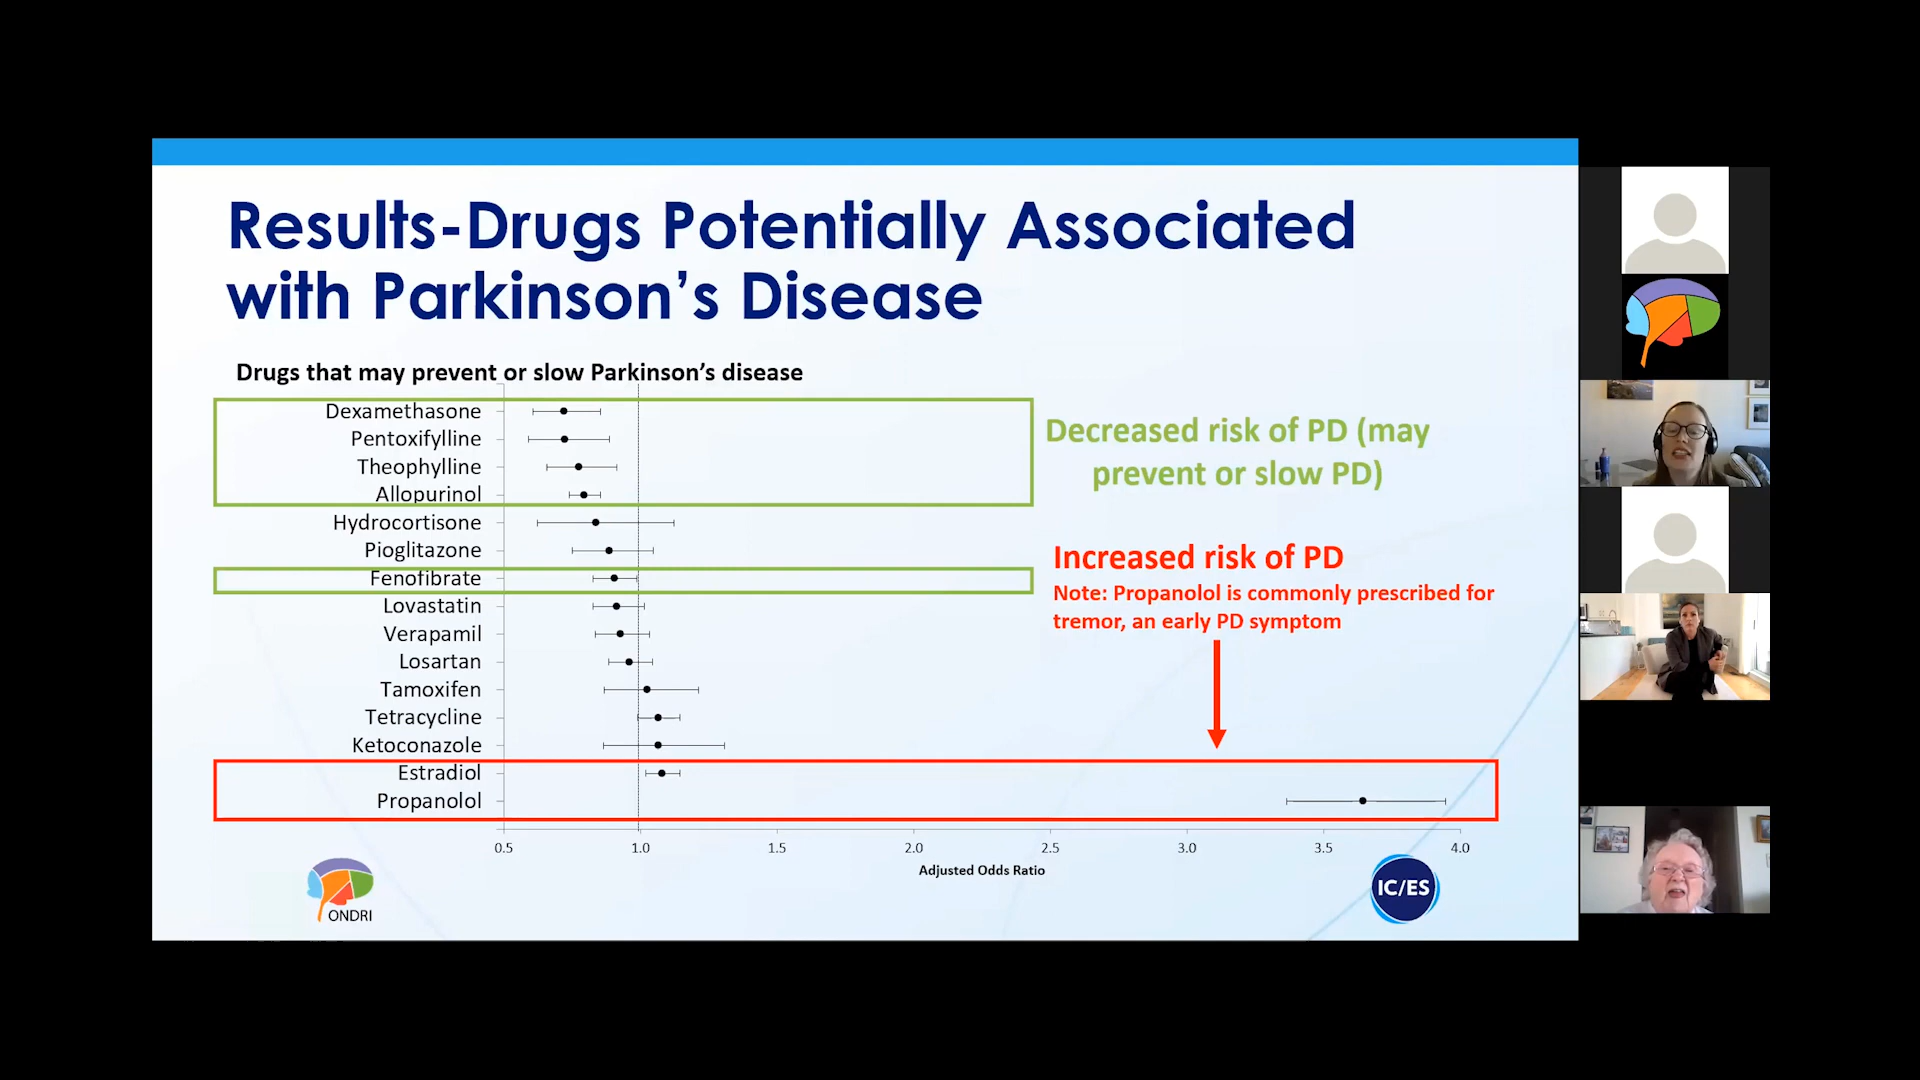 Results-Drugs Potentially Associated
with Parkinson's Disease
Drugs that may prevent or slow Parkinson's disease
Dexamethasone
Pentoxifylline
Theophylline
Allopurinol
Hydrocortisone
Pioglitazone
Fenofibrate
Lovastatin
Verapamil
Losartan
Tamoxifen
Tetracycline
Ketoconazole
Estradiol
Propanolol
Decreased risk of PD (may
prevent or slow PD)
Increased risk of PD
Note: Propanolol is commonly prescribed for
tremor, an early PD symptom
0.5 1.0 1.5 2.0 2.5 3.0 3.5 4.0
Adjusted Odds Ratio
ONDRI
IC/ES